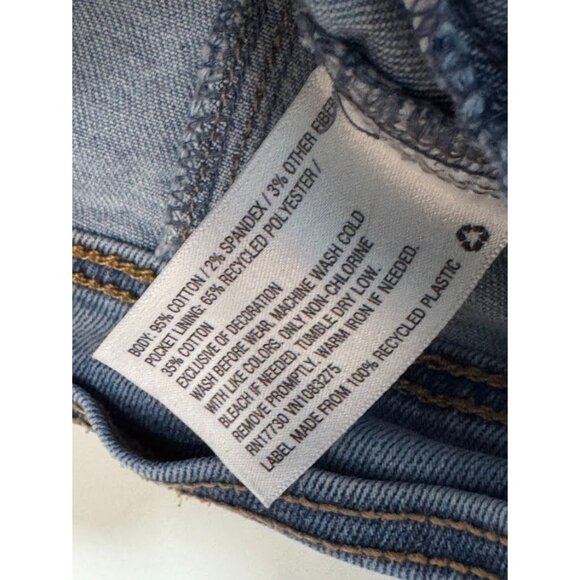 BODY: 95% COTTON / 2% SPANDEX / 3% OTHER FIBER
POCKET LINING: 65% RECYCLED POLYESTER /
35% COTTON
EXCLUSIVE OF DECORATION
WASH BEFORE WEAR. MACHINE WASH COLD
WITH LIKE COLORS. ONLY NON-CHLORINE
BLEACH IF NEEDED. TUMBLE DRY LOW.
REMOVE PROMPTLY. WARM IRON IF NEEDED.
RN17730 VN1083275
LABEL MADE FROM 100% RECYCLED PLASTIC